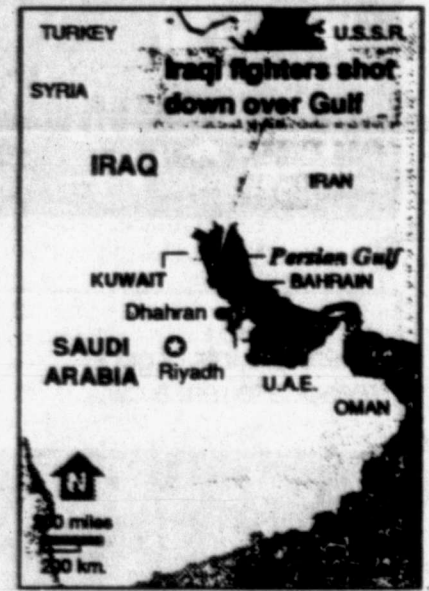 TURKEY
U.S.S.R.
Iraqi fighters shot
down over Gulf
SYRIA
IRAQ
IRAN
Persian Gulf
KUWAIT
BAHRAIN
Dhahran
SAUDI
ARABIA
Riyadh
U.A.E.
OMAN
N
miles
200 km.